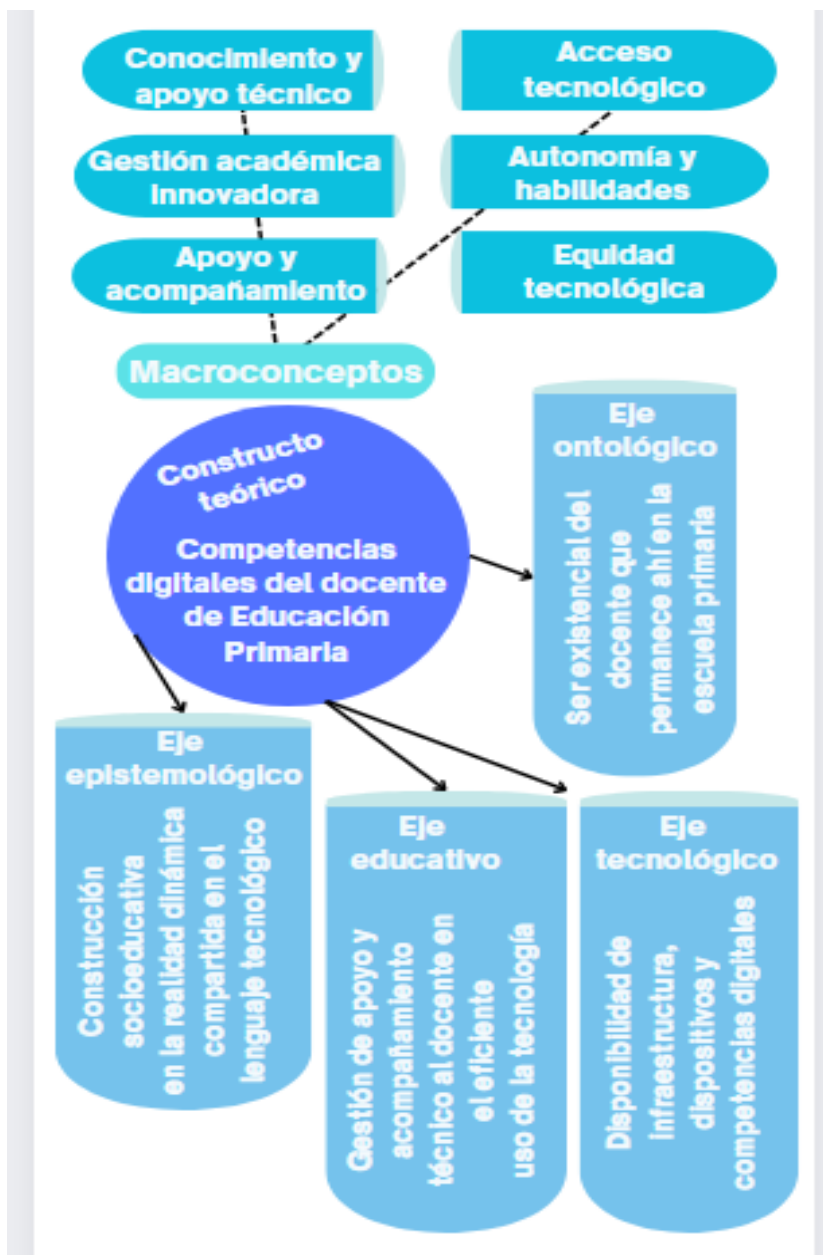 Conocimiento y
apoyo técnico
Acceso
tecnológico
Gestión académica
innovadora
Autonomía y
habilidades
Apoyo y
acompañamiento
Equidad
tecnológica
Macroconceptos
Constructo
teórico
Competencias
digitales del docente
de Educación
Primaria
Eje
ontológico
Ser existencial del
docente que
permanece ahí en la
escuela primaria
Eje
epistemológico
Construcción
socioeducativa
en la realidad dinámica
compartida en el
lenguaje tecnológico
Eje
educativo
Gestión de apoyo y
acompañamiento
técnico al docente en
el eficiente
uso de la tecnología
Eje
tecnológico
Disponibilidad de
infraestructura,
dispositivos y
competencias digitales